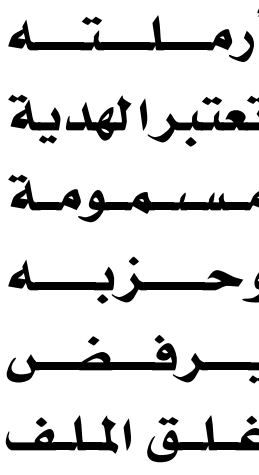 أرملته
تعتبر الهدية
مسمومة
وحزبه
يرفض
غلق الملف